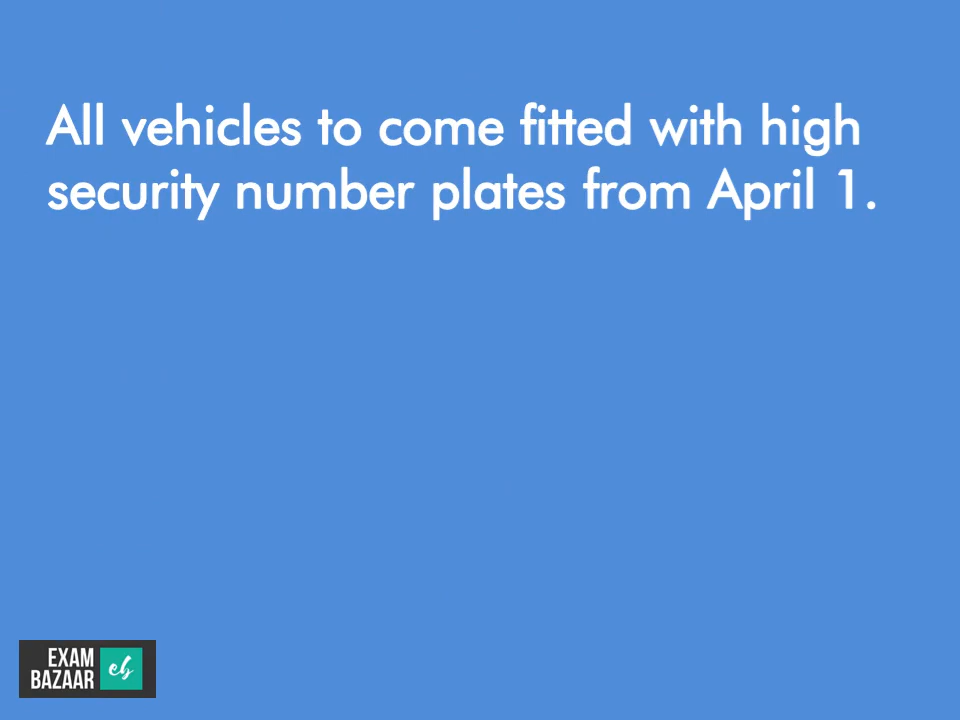 All vehicles to come fitted with high
security number plates from April 1.
EXAM
BAZAAR eb